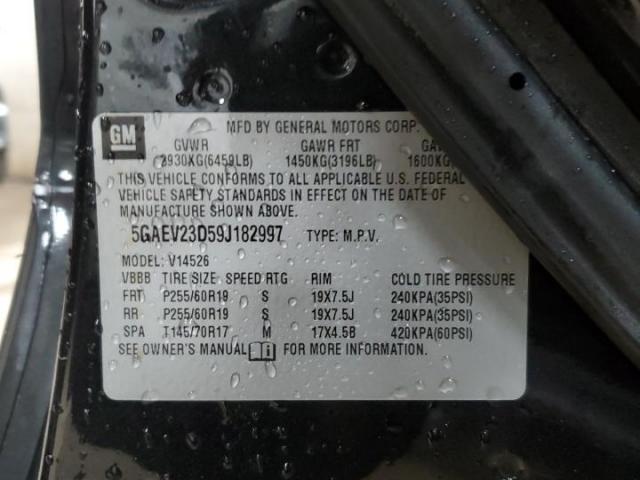 GM
MFD BY GENERAL MOTORS CORP.
GVWR GAWR FRT
2930KG(6459LB) 1450KG(3196LB) 1600KG
THIS VEHICLE CONFORMS TO ALL APPLICABLE U.S. FEDERAL
VEHICLE SAFETY STANDARDS IN EFFECT ON THE DATE OF
MANUFACTURE SHOWN ABOVE.
5GAEV23D59J182997 TYPE: M.P.V.
MODEL: V14526
VBBB TIRE SIZE SPEED RTG RIM COLD TIRE PRESSURE
FRT P255/60R19 S 19X7.5J 240KPA(35PSI)
RR P255/60R19 S 19X7.5J 240KPA(35PSI)
SPA T145/70R17 M 17X4.5B 420KPA(60PSI)
SEE OWNER'S MANUAL i FOR MORE INFORMATION.